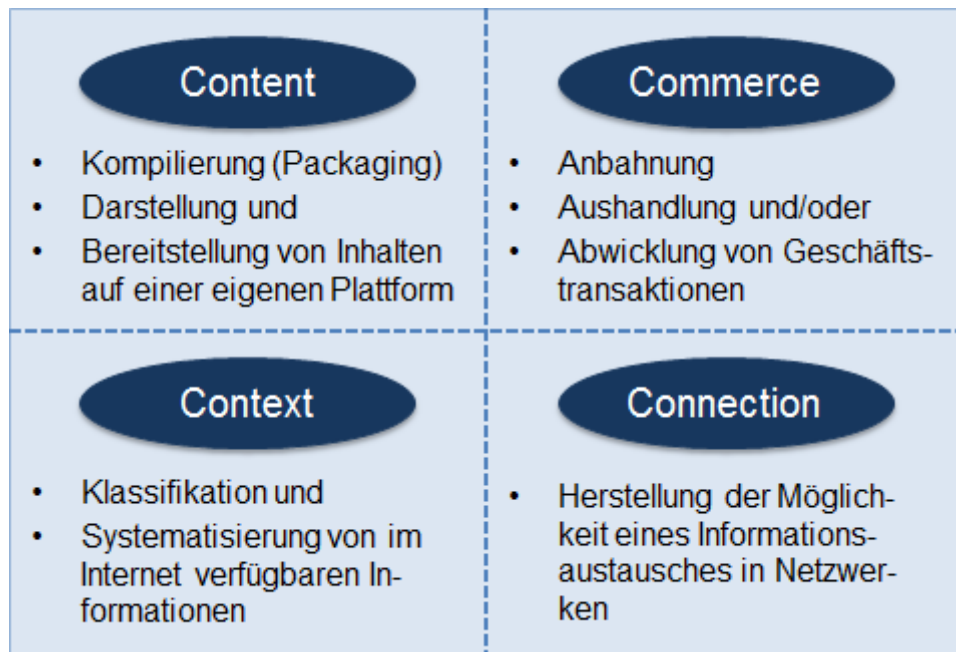 Content
• Kompilierung (Packaging)
• Darstellung und
• Bereitstellung von Inhalten
auf einer eigenen Plattform
Commerce
• Anbahnung
• Aushandlung und/oder
• Abwicklung von Geschäfts-
transaktionen
Context
• Klassifikation und
• Systematisierung von im
Internet verfügbaren In-
formationen
Connection
• Herstellung der Möglich-
keit eines Informations-
austausches in Netzwer-
ken